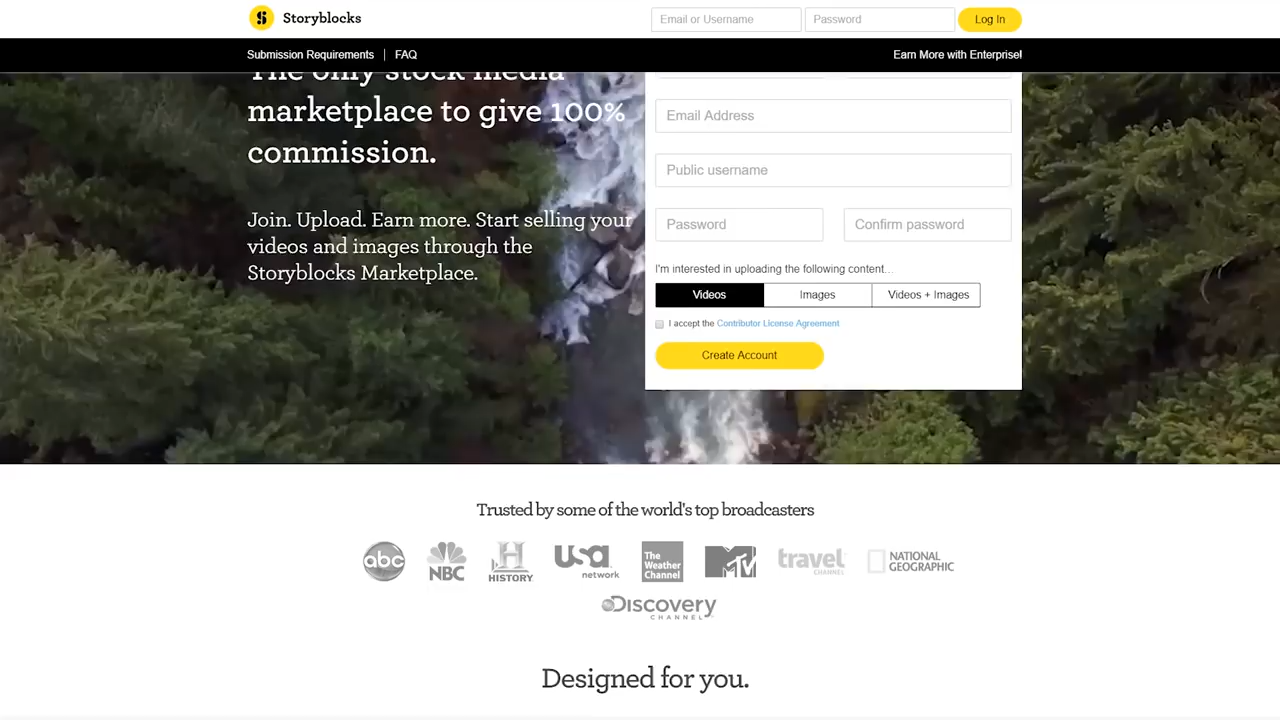 Storyblocks
Email or Username
Password
Log In
Submission Requirements | FAQ
Earn More with Enterprise!
The only stock media
marketplace to give 100%
commission.
Join. Upload. Earn more. Start selling your
videos and images through the
Storyblocks Marketplace.
Email Address
Public username
Password
Confirm password
I'm interested in uploading the following content...
Videos
Images
Videos + Images
I accept the Contributor License Agreement
Create Account
Trusted by some of the world's top broadcasters
abc
NBC
H
HISTORY
usa
network
The
Weather
Channel
MTV
travel
CHANNEL
NATIONAL
GEOGRAPHIC
Discovery
CHANNEL
Designed for you.